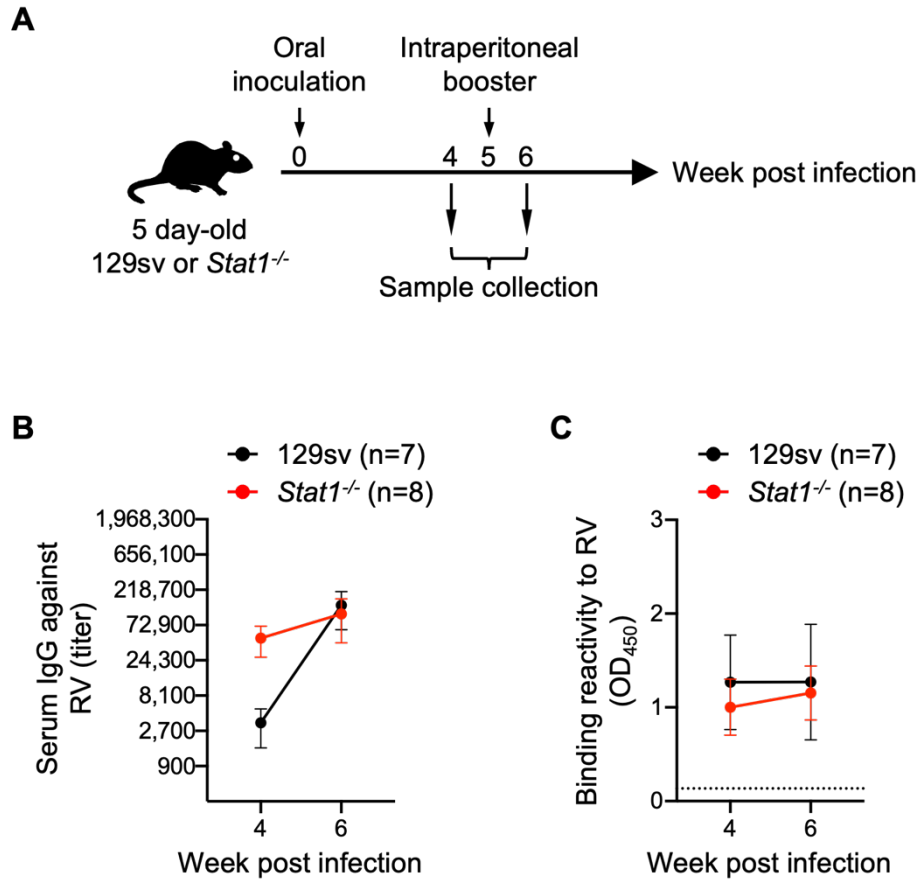 A
Oral
inoculation
Intraperitoneal
booster
0
4
5
6
Week post infection
5 day-old
129sv or Stat1-/-
Sample collection
B
129sv (n=7)
Stat1-/- (n=8)
Serum IgG against
RV (titer)
1,968,300
656,100
218,700
72,900
24,300
8,100
2,700
900
4
6
Week post infection
C
129sv (n=7)
Stat1-/- (n=8)
Binding reactivity to RV
(OD450)
3
2
1
0
4
6
Week post infection